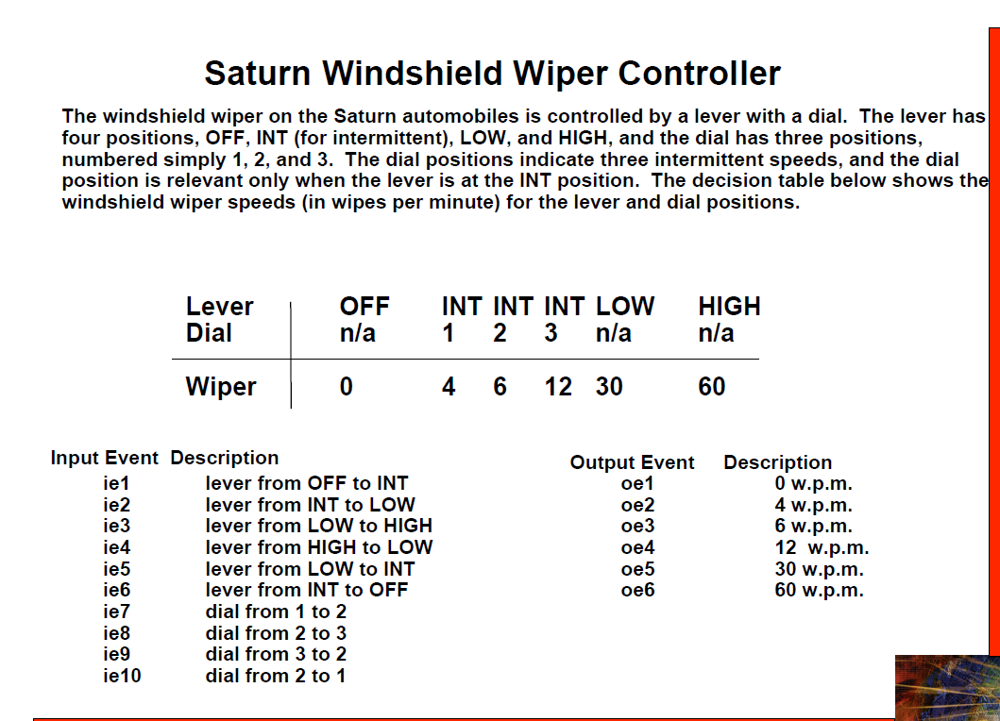 Saturn Windshield Wiper Controller
The windshield wiper on the Saturn automobiles is controlled by a lever with a dial. The lever has
four positions, OFF, INT (for intermittent), LOW, and HIGH, and the dial has three positions,
numbered simply 1, 2, and 3. The dial positions indicate three intermittent speeds, and the dial
position is relevant only when the lever is at the INT position. The decision table below shows the
windshield wiper speeds (in wipes per minute) for the lever and dial positions.
Lever OFF INT INT INT LOW HIGH
Dial n/a 1 2 3 n/a n/a
Wiper 0 4 6 12 30 60
Input Event Description
ie1 lever from OFF to INT
ie2 lever from INT to LOW
ie3 lever from LOW to HIGH
ie4 lever from HIGH to LOW
ie5 lever from LOW to INT
ie6 lever from INT to OFF
ie7 dial from 1 to 2
ie8 dial from 2 to 3
ie9 dial from 3 to 2
ie10 dial from 2 to 1
Output Event Description
oe1 0 w.p.m.
oe2 4 w.p.m.
oe3 6 w.p.m.
oe4 12 w.p.m.
oe5 30 w.p.m.
oe6 60 w.p.m.